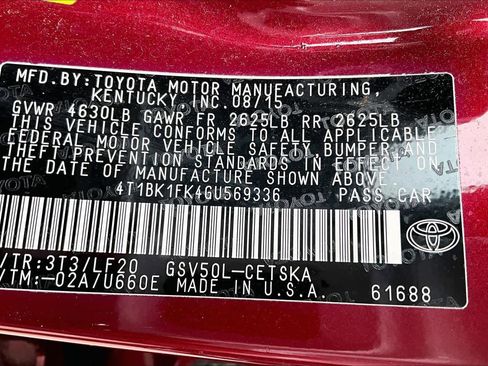 MFD.BY:TOYOTA MOTOR MANUFACTURING,
KENTUCKY, INC. 08/15
GVWR 4630LB GAWR FR 2625LB RR 2625LB
THIS VEHICLE CONFORMS TO ALL APPLICABLE
FEDERAL MOTOR VEHICLE SAFETY, BUMPER AND
THEFT PREVENTION STANDARDS IN EFFECT ON
THE DATE OF MANUFACTURE SHOWN ABOVE.
4T1BK1FK4GU569336 PASS.CAR
/TR:3T3/LF20 GSV50L-CETSKA
/TM:-02A/U660E MADE IN U.S.A. 61688